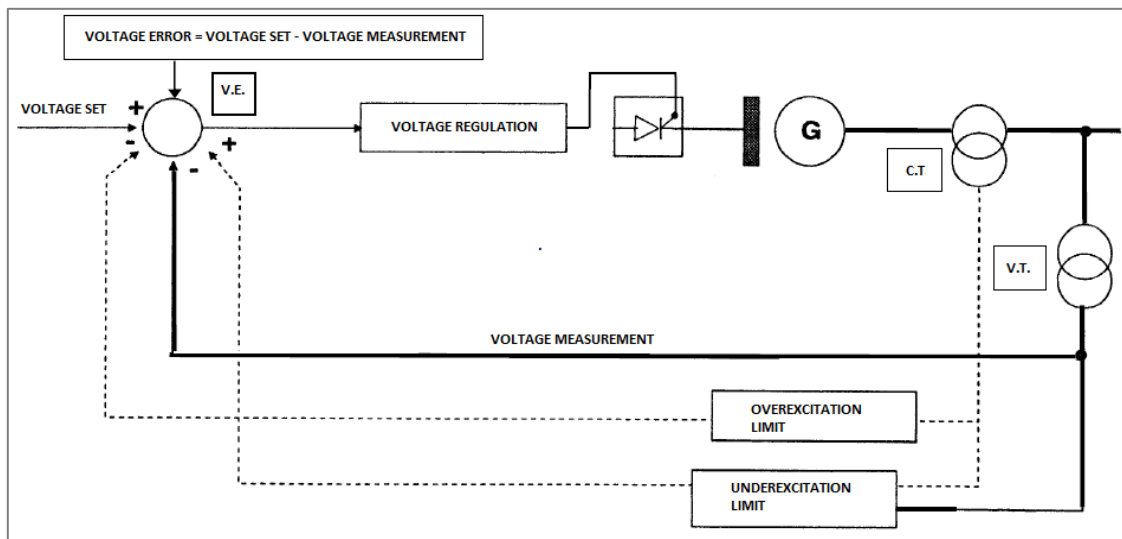 VOLTAGE ERROR = VOLTAGE SET - VOLTAGE MEASUREMENT
V.E.
VOLTAGE SET
+
-
+
-
VOLTAGE REGULATION
G
C.T.
V.T.
VOLTAGE MEASUREMENT
OVEREXCITATION
LIMIT
UNDEREXCITATION
LIMIT